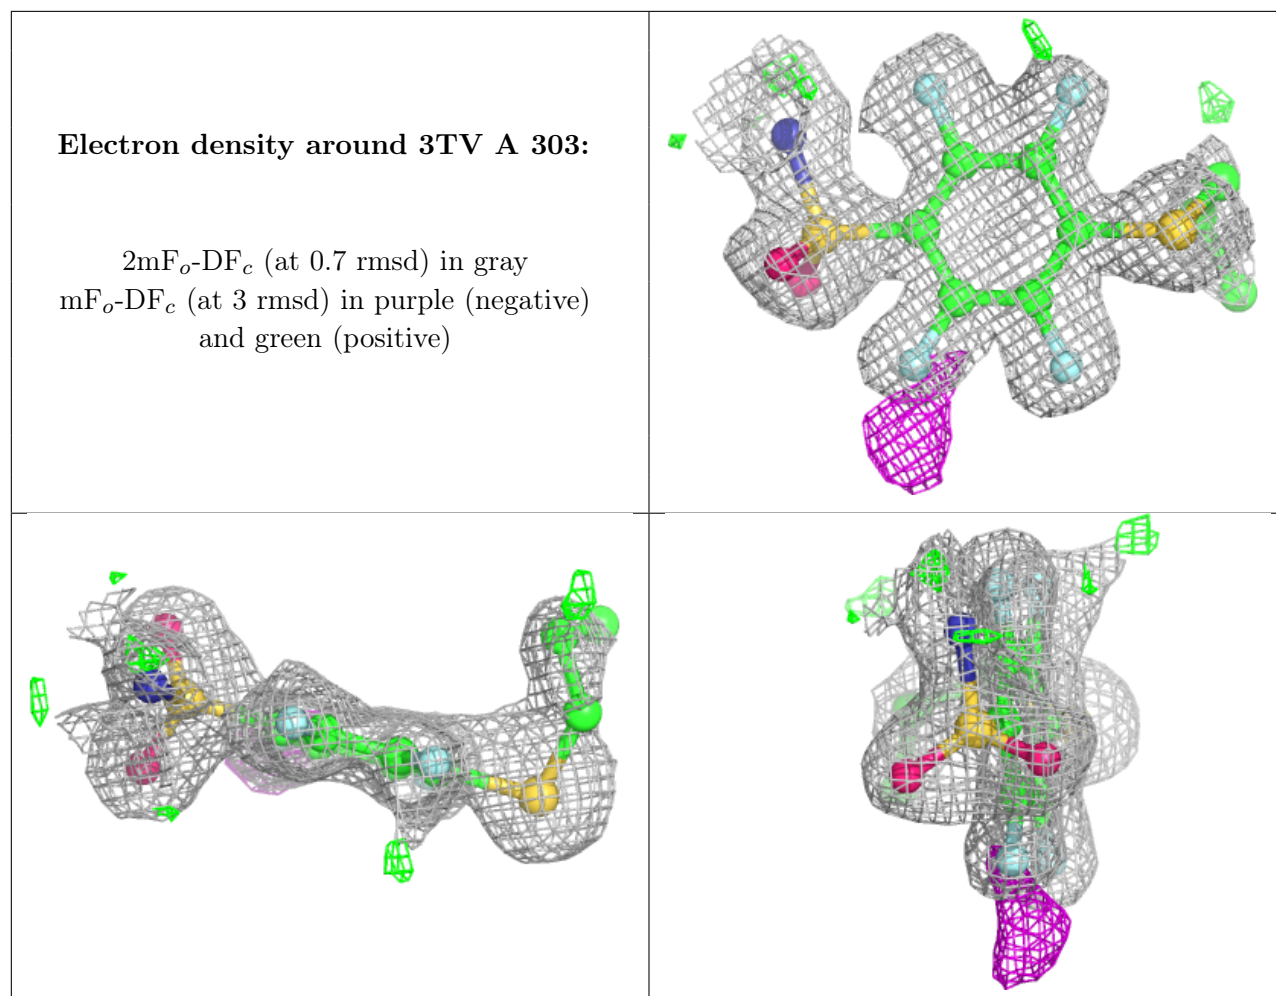 Electron density around 3TV A 303:
2mFo-DFc (at 0.7 rmsd) in gray
mFo-DFc (at 3 rmsd) in purple (negative)
and green (positive)